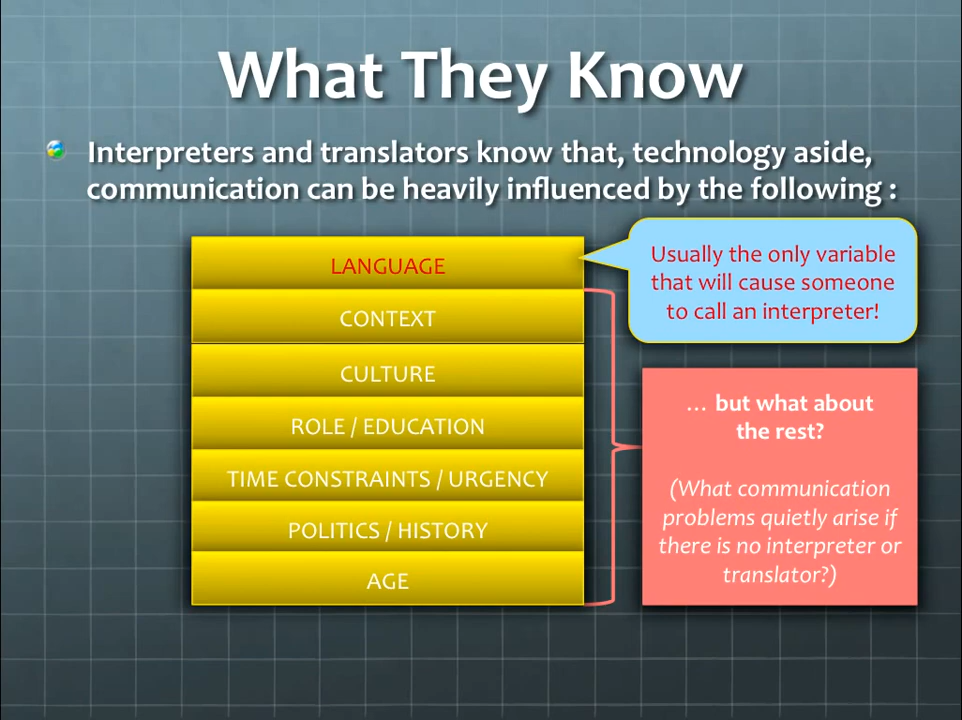 What They Know
Interpreters and translators know that, technology aside,
communication can be heavily influenced by the following :
LANGUAGE
CONTEXT
CULTURE
ROLE / EDUCATION
TIME CONSTRAINTS / URGENCY
POLITICS / HISTORY
AGE
Usually the only variable
that will cause someone
to call an interpreter!
... but what about
the rest?
(What communication
problems quietly arise if
there is no interpreter or
translator?)